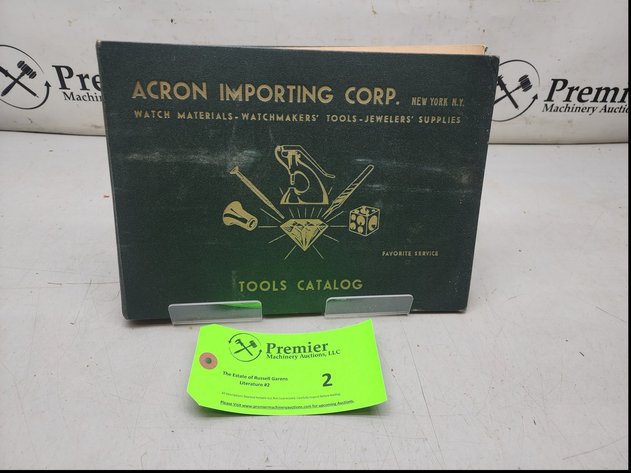 Pre
Machinery
Premier
Machinery Auctions
ACRON IMPORTING CORP. NEW YORK N.Y.
WATCH MATERIALS-WATCHMAKERS' TOOLS-JEWELERS' SUPPLIES
FAVORITE SERVICE
TOOLS CATALOG
Premier
Machinery Auctions, LLC
The Estate of Russell Garens
Literature #2
2
Please Visit www.premiermachineryauctions.com for upcoming Auctions.